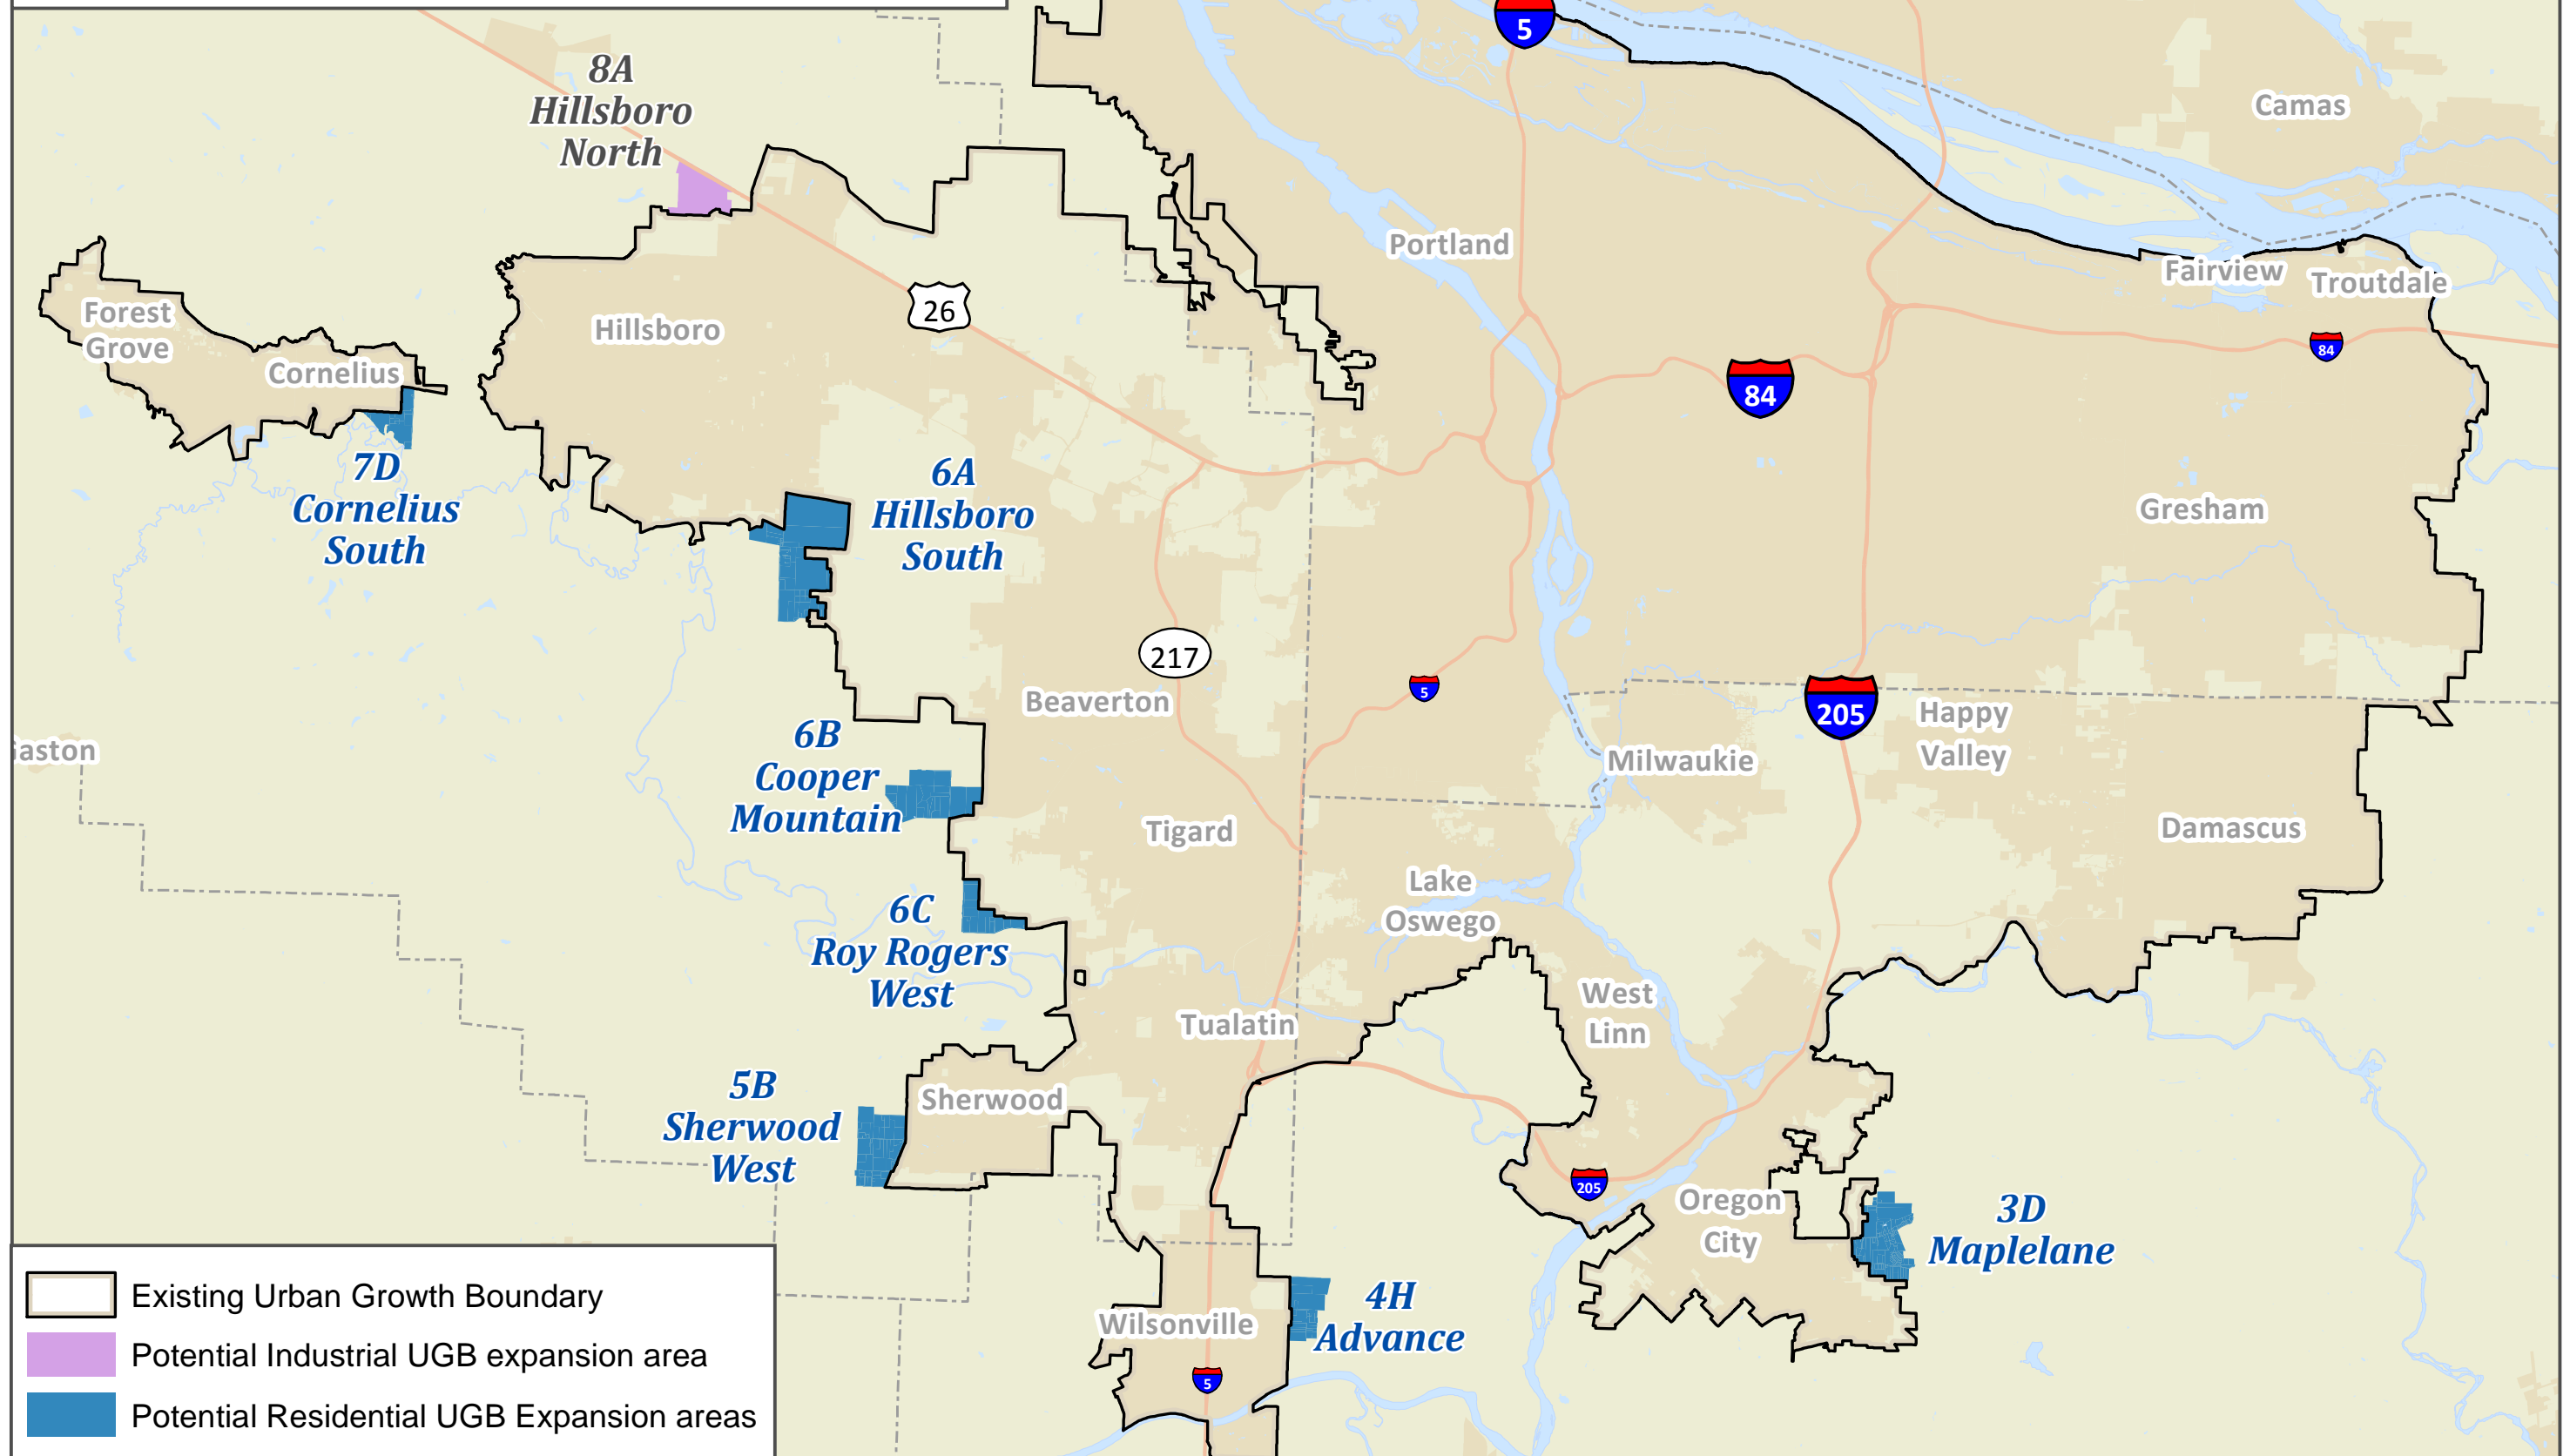 5
8A
Hillsboro
North
Camas
Portland
Fairview
Troutdale
Forest
Grove
Hillsboro
26
Cornelius
84
84
7D
Cornelius
South
6A
Hillsboro
South
Gresham
217
Beaverton
5
205
Happy
Valley
6B
Cooper
Mountain
aston
Milwaukie
Tigard
Damascus
Lake
Oswego
6C
Roy Rogers
West
West
Linn
Tualatin
5B
Sherwood
West
Sherwood
205
Oregon
City
3D
Maplelane
4H
Advance
Wilsonville
5
Existing Urban Growth Boundary
Potential Industrial UGB expansion area
Potential Residential UGB Expansion areas